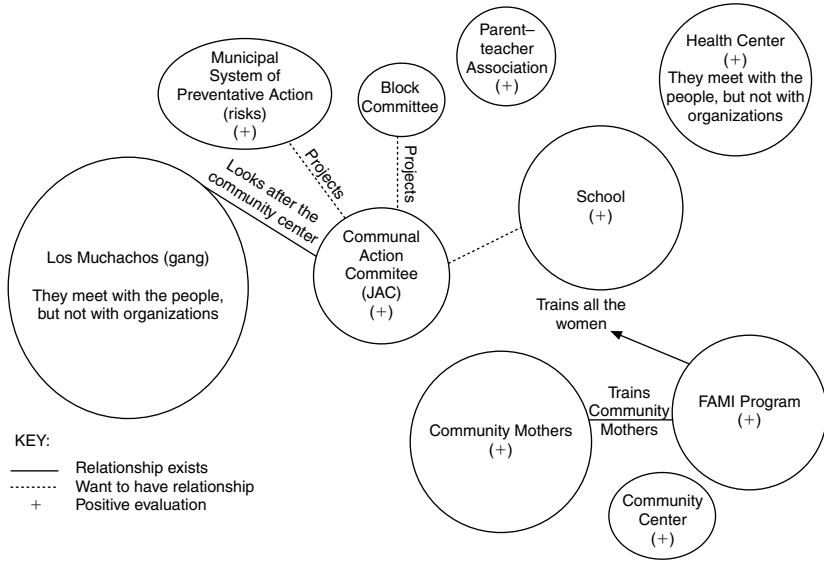 Municipal
System of
Preventative Action
(risks)
(+)
Block
Committee
Parent–
teacher
Association
(+)
Health Center
(+)
They meet with the
people, but not with
organizations
Looks after the
community center
Projects
Projects
School
(+)
Los Muchachos (gang)
They meet with the people,
but not with organizations
Communal
Action
Commitee
(JAC)
(+)
Trains all the
women
Trains
Community
Mothers
FAMI Program
(+)
Community Mothers
(+)
Community
Center
(+)
KEY:
Relationship exists
Want to have relationship
+ Positive evaluation